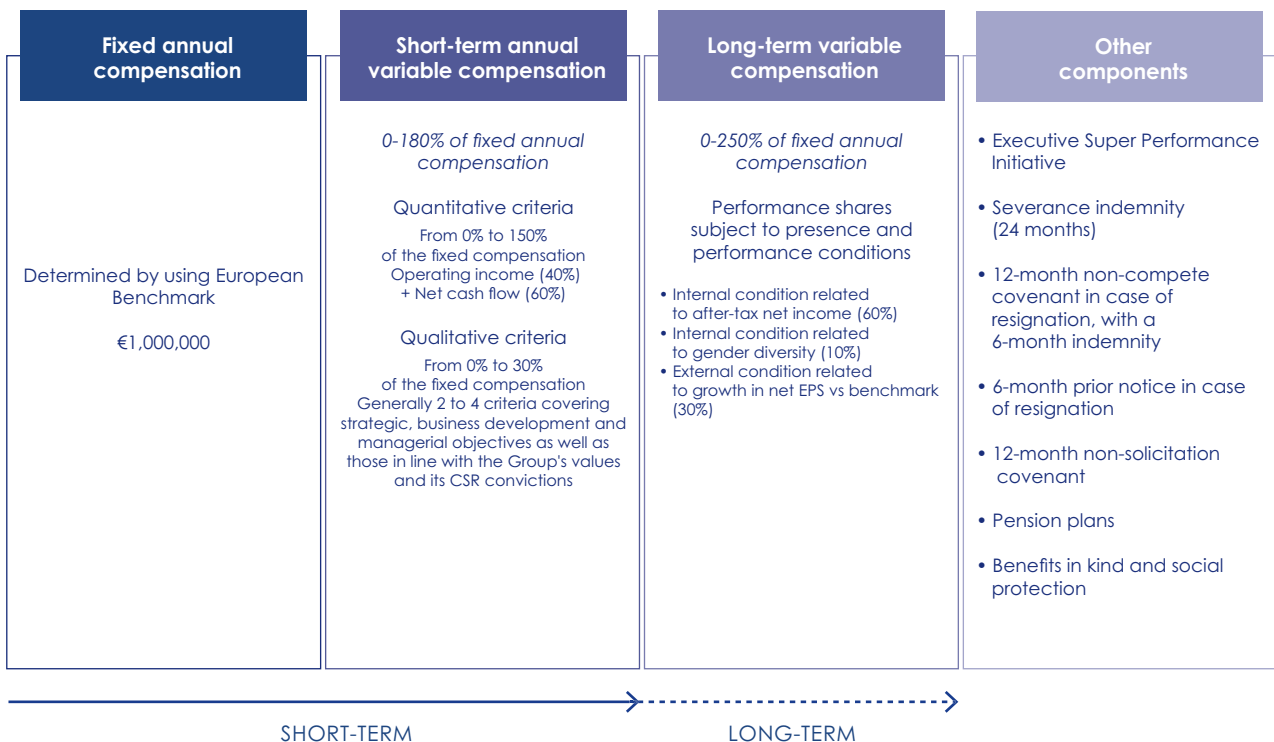 Fixed annual
compensation
Determined by using European
Benchmark
€1,000,000
Short-term annual
variable compensation
0-180% of fixed annual
compensation
Quantitative criteria
From 0% to 150%
of the fixed compensation
Operating income (40%)
+ Net cash flow (60%)
Qualitative criteria
From 0% to 30%
of the fixed compensation
Generally 2 to 4 criteria covering
strategic, business development and
managerial objectives as well as
those in line with the Group's values
and its CSR convictions
Long-term variable
compensation
0-250% of fixed annual
compensation
Performance shares
subject to presence and
performance conditions
• Internal condition related
to after-tax net income (60%)
• Internal condition related
to gender diversity (10%)
• External condition related
to growth in net EPS vs benchmark
(30%)
Other
components
• Executive Super Performance
Initiative
• Severance indemnity
(24 months)
• 12-month non-compete
covenant in case of
resignation, with a
6-month indemnity
• 6-month prior notice in case
of resignation
• 12-month non-solicitation
covenant
• Pension plans
• Benefits in kind and social
protection
SHORT-TERM
LONG-TERM